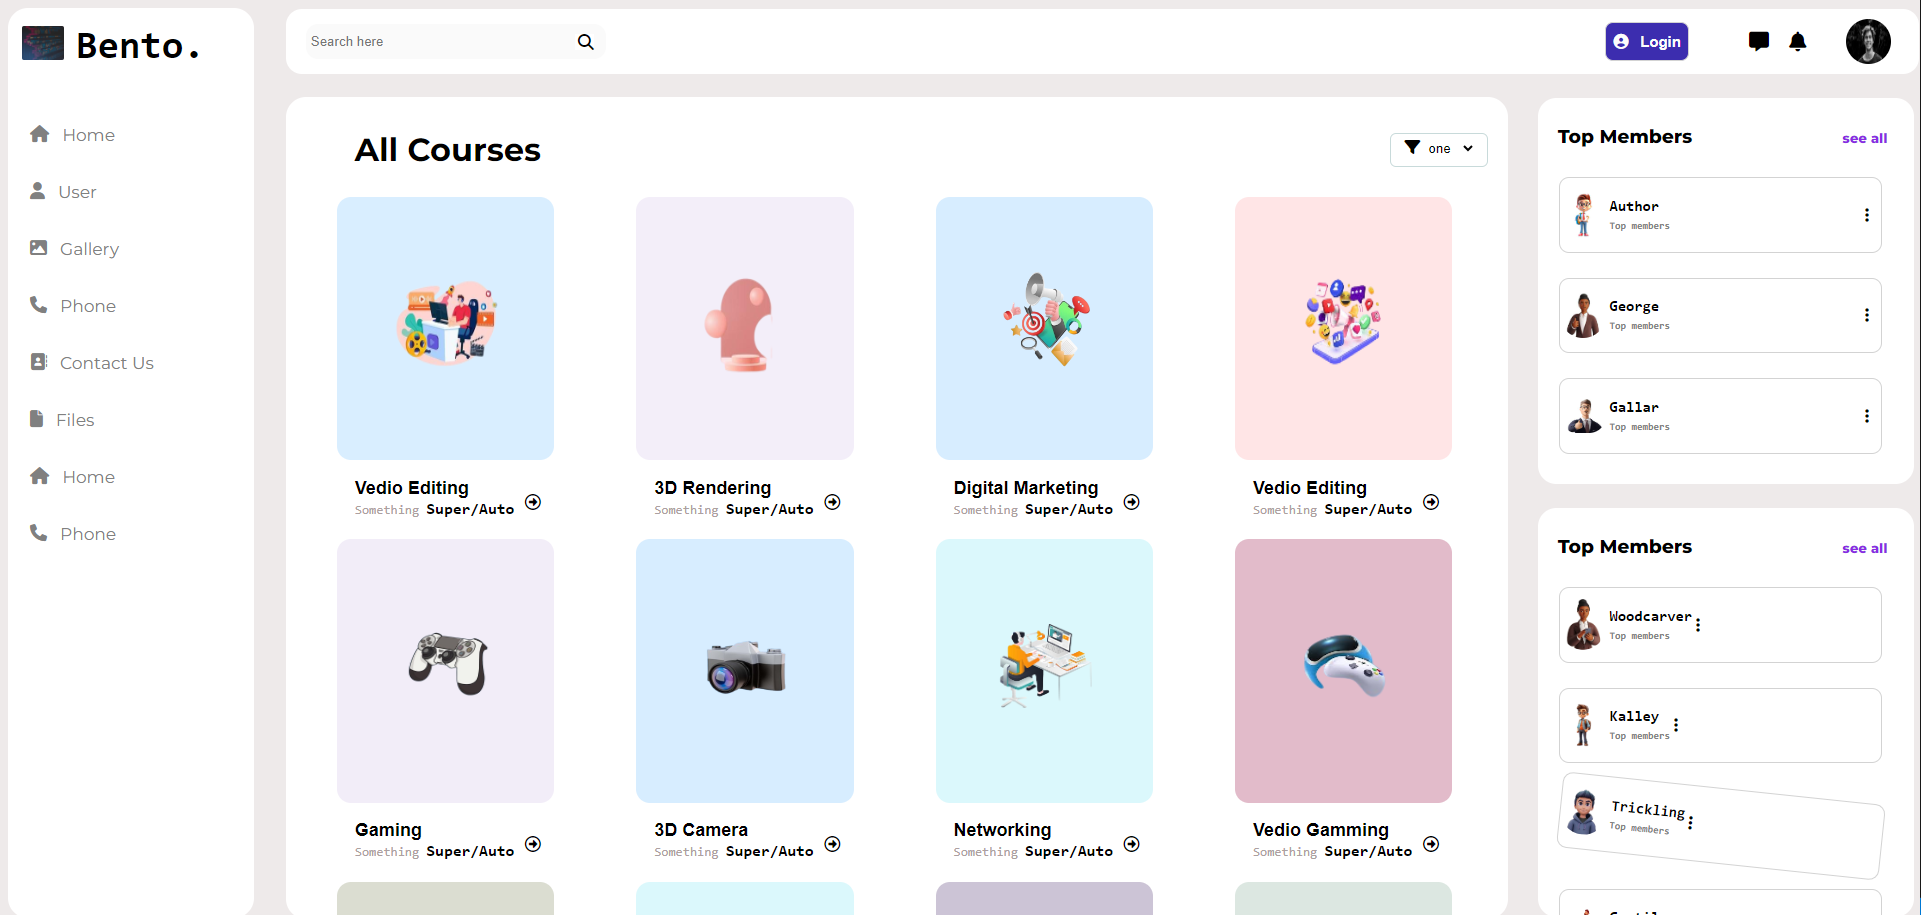 Bento.
Home
User
Gallery
Phone
Contact Us
Files
Home
Phone
Search here
Login
All Courses
one
Vedio Editing
Something Super/Auto
3D Rendering
Something Super/Auto
Digital Marketing
Something Super/Auto
Vedio Editing
Something Super/Auto
Gaming
Something Super/Auto
3D Camera
Something Super/Auto
Networking
Something Super/Auto
Vedio Gamming
Something Super/Auto
Top Members
see all
Author
Top members
George
Top members
Gallar
Top members
Top Members
see all
Woodcarver
Top members
Kalley
Top members
Trickling
Top members